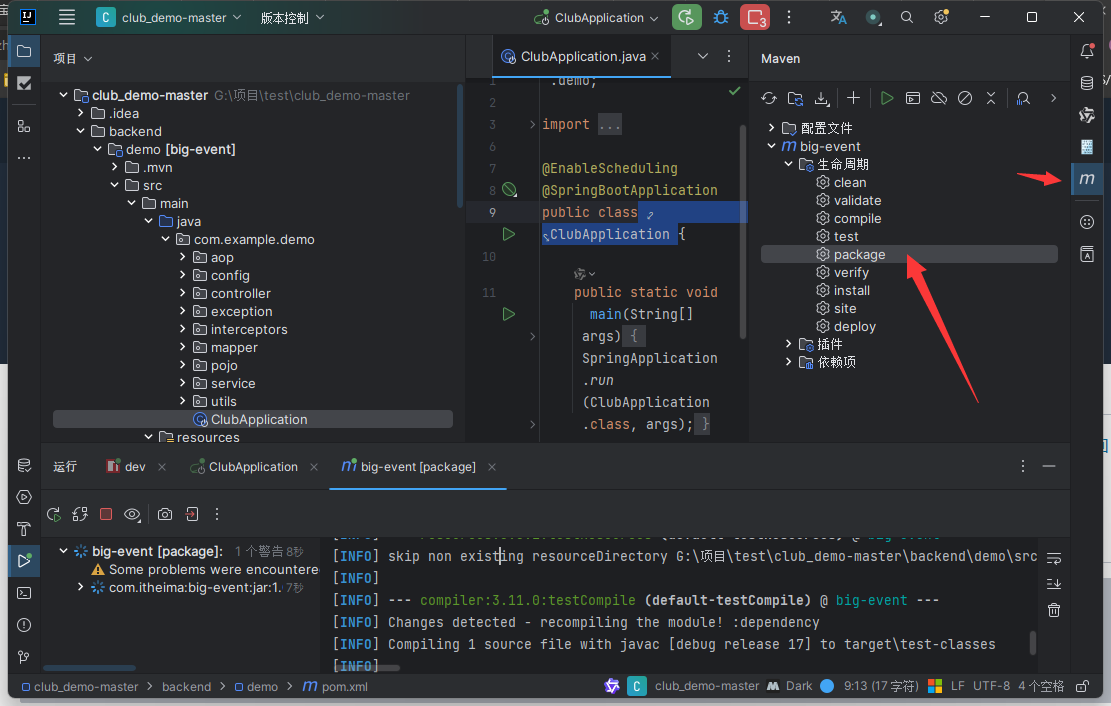 club_demo-master
版本控制
ClubApplication
3
项目
club_demo-master G:\项目\test\club_demo-master
.idea
backend
demo [big-event]
.mvn
src
main
java
com.example.demo
aop
config
controller
exception
interceptors
mapper
pojo
service
utils
ClubApplication
resources
ClubApplication.java
1 .demo;
2
3 import ...
6
7 @EnableScheduling
8 @SpringBootApplication
9 public class
ClubApplication {
10
11 public static void
main(String[]
args) {
SpringApplication
.run
(ClubApplication
.class, args); }
Maven
配置文件
m big-event
生命周期
clean
validate
compile
test
package
verify
install
site
deploy
插件
依赖项
运行
dev
ClubApplication
big-event [package]
big-event [package]: 1 个警告 8秒
Some problems were encountere
com.itheima:big-event:jar:1. 7秒
[INFO] skip non existing resourceDirectory G:\项目\test\club_demo-master\backend\demo\src
[INFO]
[INFO] --- compiler:3.11.0:testCompile (default-testCompile) @ big-event ---
[INFO] Changes detected - recompiling the module! :dependency
[INFO] Compiling 1 source file with javac [debug release 17] to target\test-classes
[INFO]
club_demo-master > backend > demo > m pom.xml
C club_demo-master
Dark
9:13 (17 字符)
LF
UTF-8
4 个空格